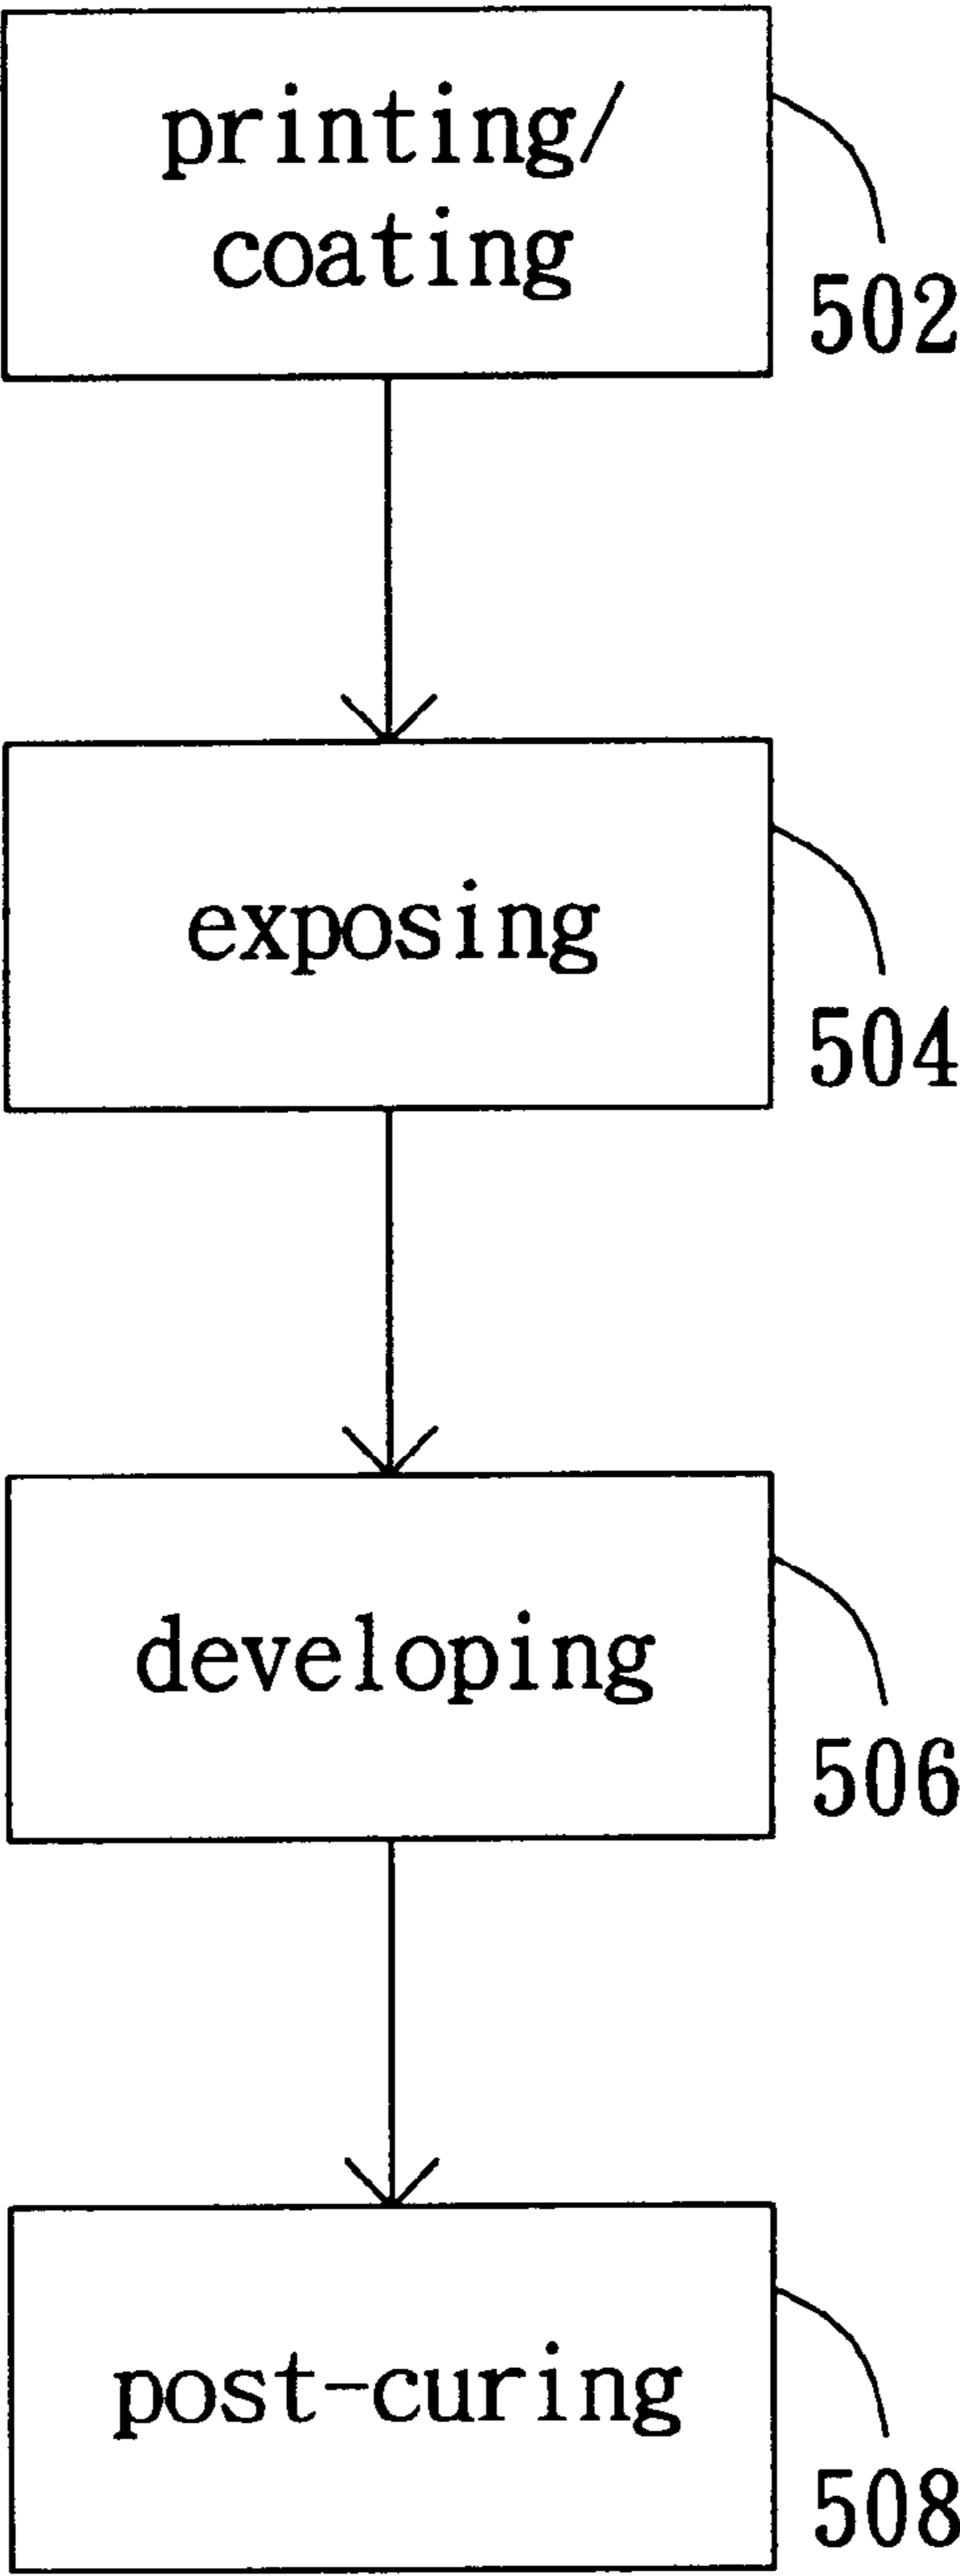 printing/
coating
502
exposing
504
developing
506
post-curing
508